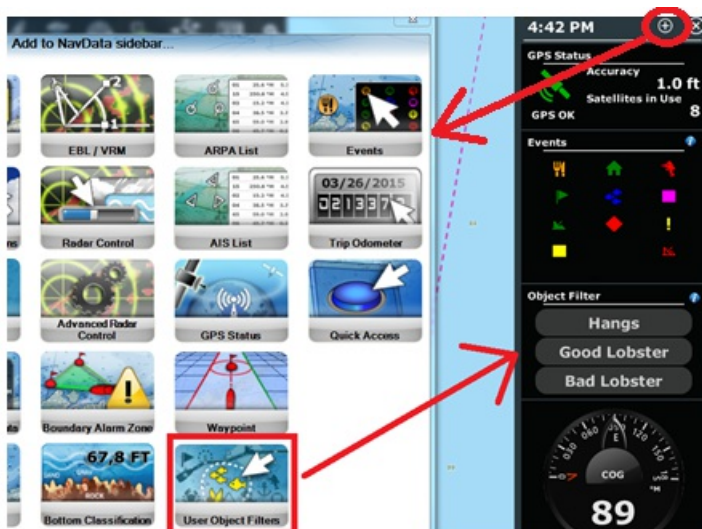 Add to NavData sidebar...
EBL / VRM
ARPA List
Events
Radar Control
AIS List
03/26/2015
Trip Odometer
Advanced Radar
Control
GPS Status
Quick Access
Boundary Alarm Zone
Waypoint
67,8 FT
ROCK
Bottom Classification
User Object Filters
4:42 PM
GPS Status
Accuracy
1.0 ft
Satellites in Use
8
GPS OK
Events
Object Filter
Hangs
Good Lobster
Bad Lobster
E
COG
°M
89